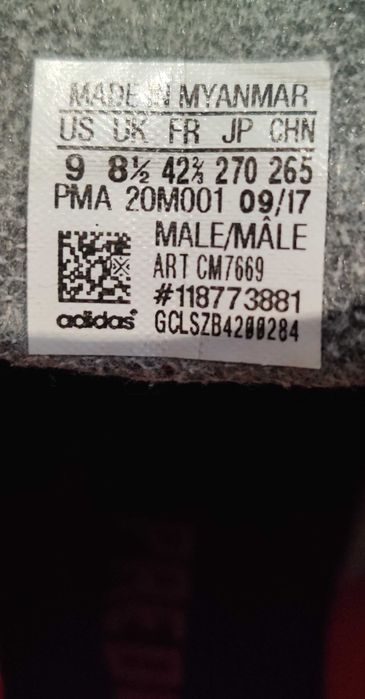 MADE IN MYANMAR
US UK FR JP CHN
9 8½ 42⅔ 270 265
PMA 20M001 09/17
MALE/MÂLE
ART CM7669
#118773881
adidas GCLSZB4200284